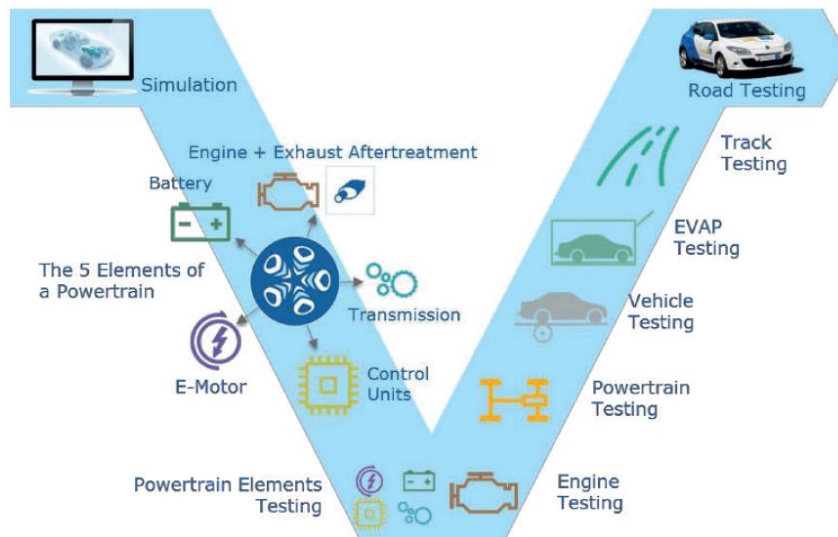 Simulation
Road Testing
Engine + Exhaust Aftertreatment
Battery
The 5 Elements of
a Powertrain
Transmission
E-Motor
Control
Units
Track
Testing
EVAP
Testing
Vehicle
Testing
Powertrain
Testing
Powertrain Elements
Testing
Engine
Testing